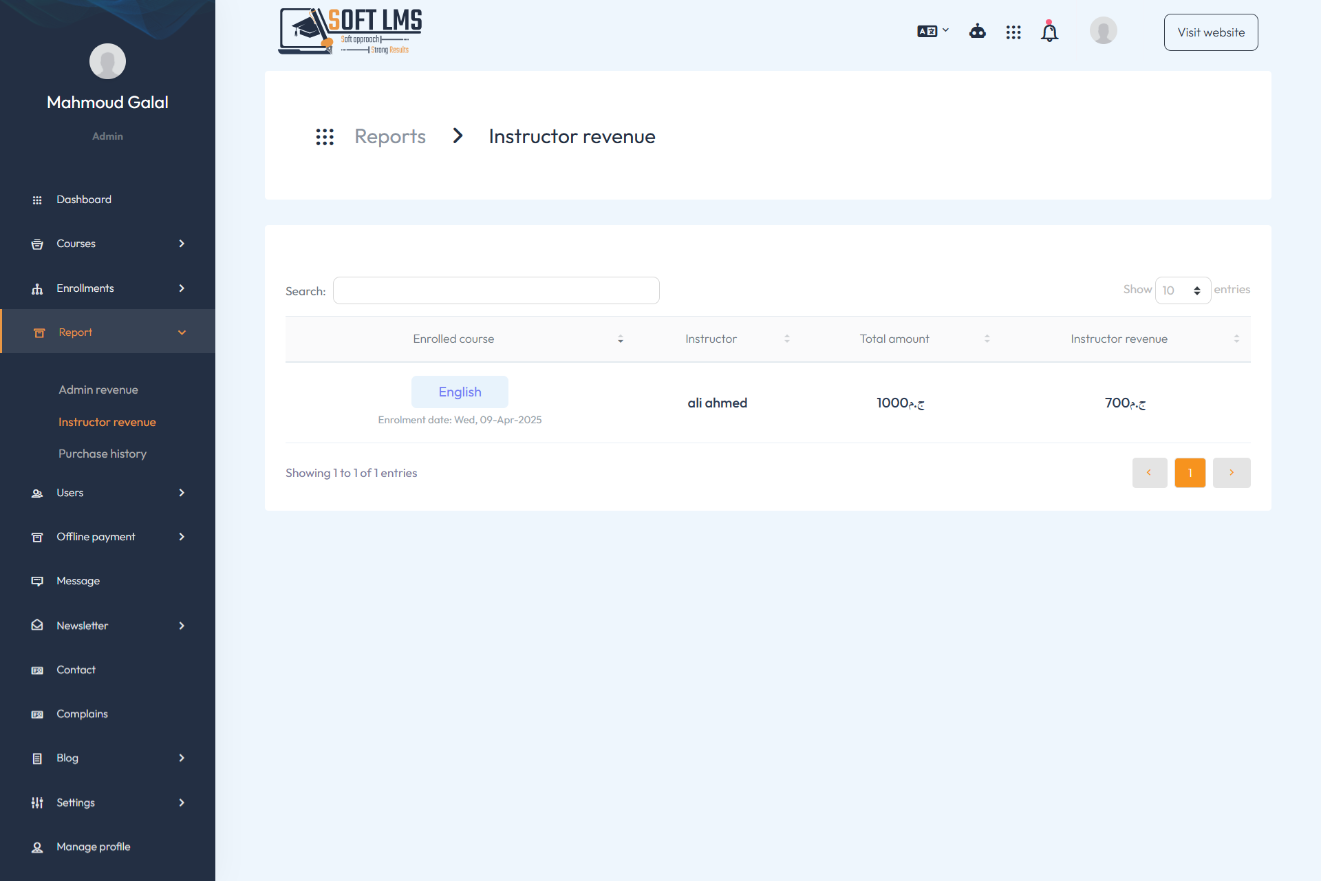 SOFT LMS
Soft approach
Strong Results
Visit website
Mahmoud Galal
Admin
Dashboard
Courses
Enrollments
Report
Admin revenue
Instructor revenue
Purchase history
Users
Offline payment
Message
Newsletter
Contact
Complains
Blog
Settings
Manage profile
Reports
Instructor revenue
Search:
Show 10 entries
Enrolled course Instructor Total amount Instructor revenue
English
Enrolment date: Wed, 09-Apr-2025
ali ahmed
1000ج.م
700ج.م
Showing 1 to 1 of 1 entries
1